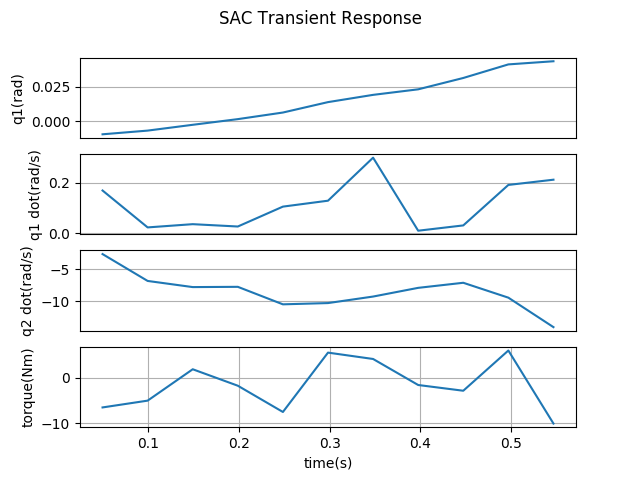 SAC Transient Response
q1(rad)
0.025
0.000
q1 dot(rad/s)
0.2
0.0
q2 dot(rad/s)
−5
−10
torque(Nm)
0
−10
0.1 0.2 0.3 0.4 0.5
time(s)